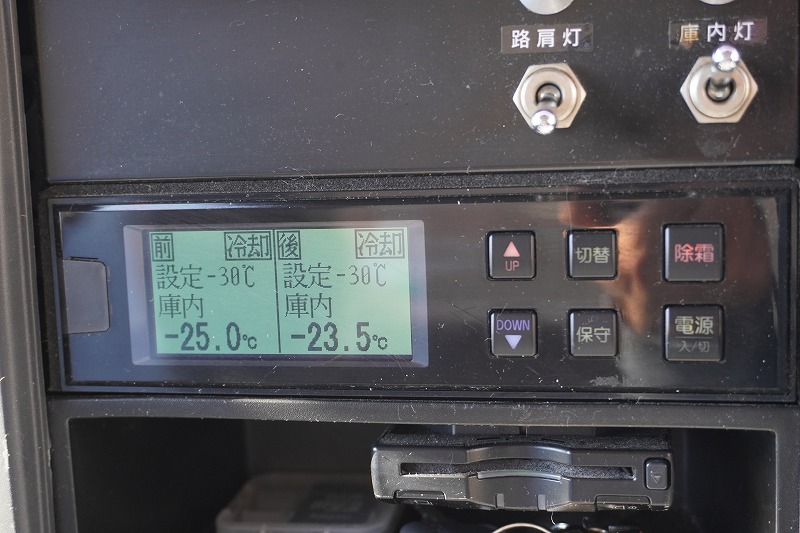 路肩灯
庫内灯
前 冷却 後 冷却
設定-30℃ 設定-30℃
庫内 庫内
-25.0℃ -23.5℃
UP
切替
除霜
DOWN
保守
電源
入/切